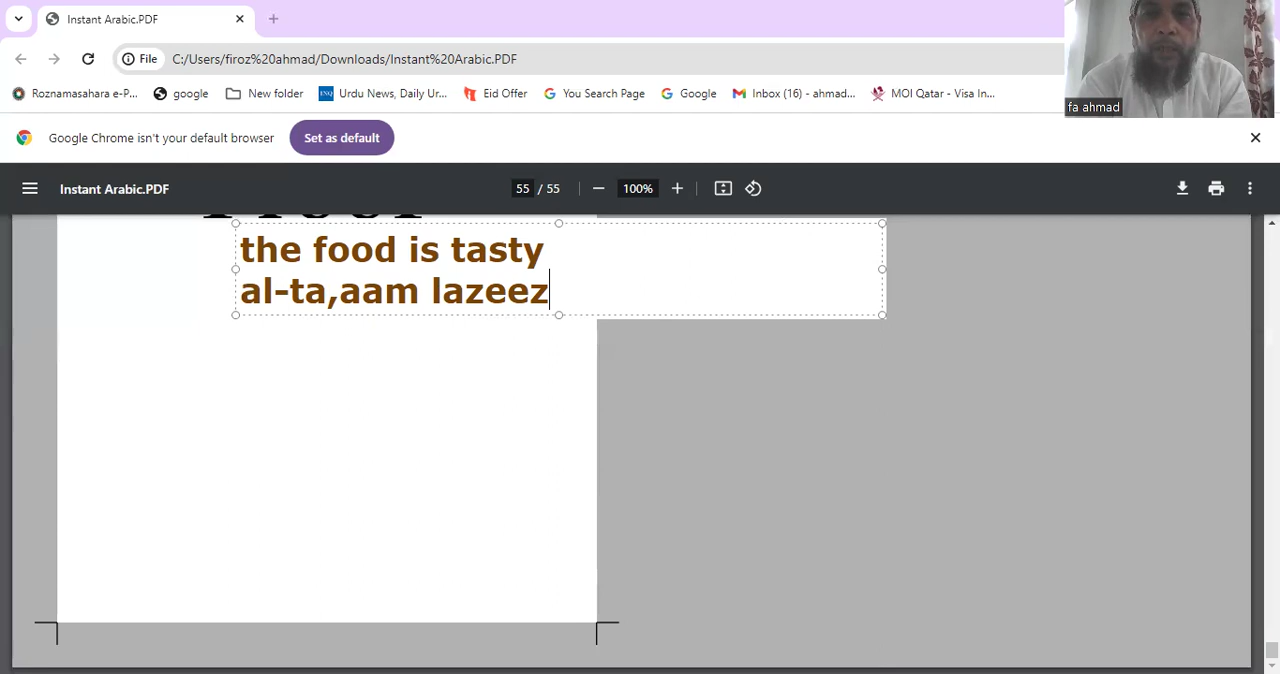 Instant Arabic.PDF
File C:/Users/firoz%20ahmad/Downloads/Instant%20Arabic.PDF
Roznamasahara e-P... google New folder Urdu News, Daily Ur... Eid Offer You Search Page Google Inbox (16) - ahmad... MOI Qatar - Visa In...
fa ahmad
Google Chrome isn't your default browser Set as default
Instant Arabic.PDF 55 / 55 100%
the food is tasty
al-ta,aam lazeez